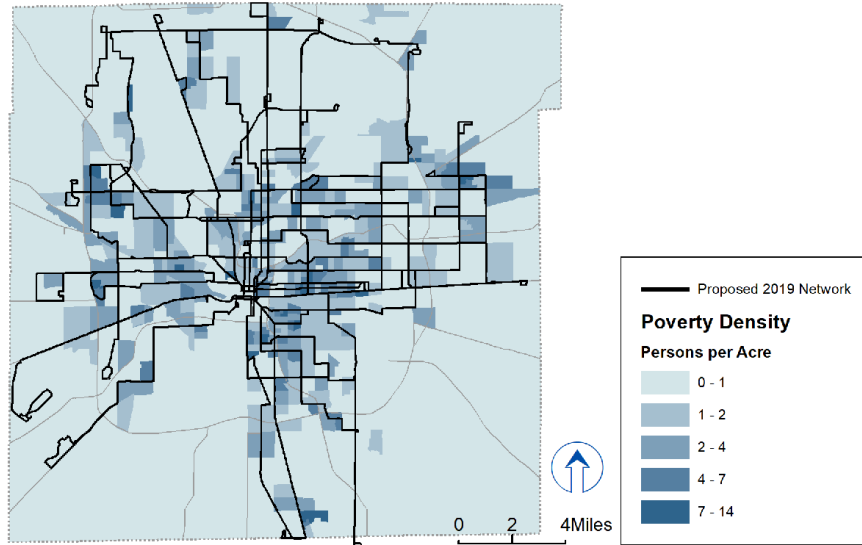 Proposed 2019 Network
Poverty Density
Persons per Acre
0 - 1
1 - 2
2 - 4
4 - 7
7 - 14
0 2 4Miles